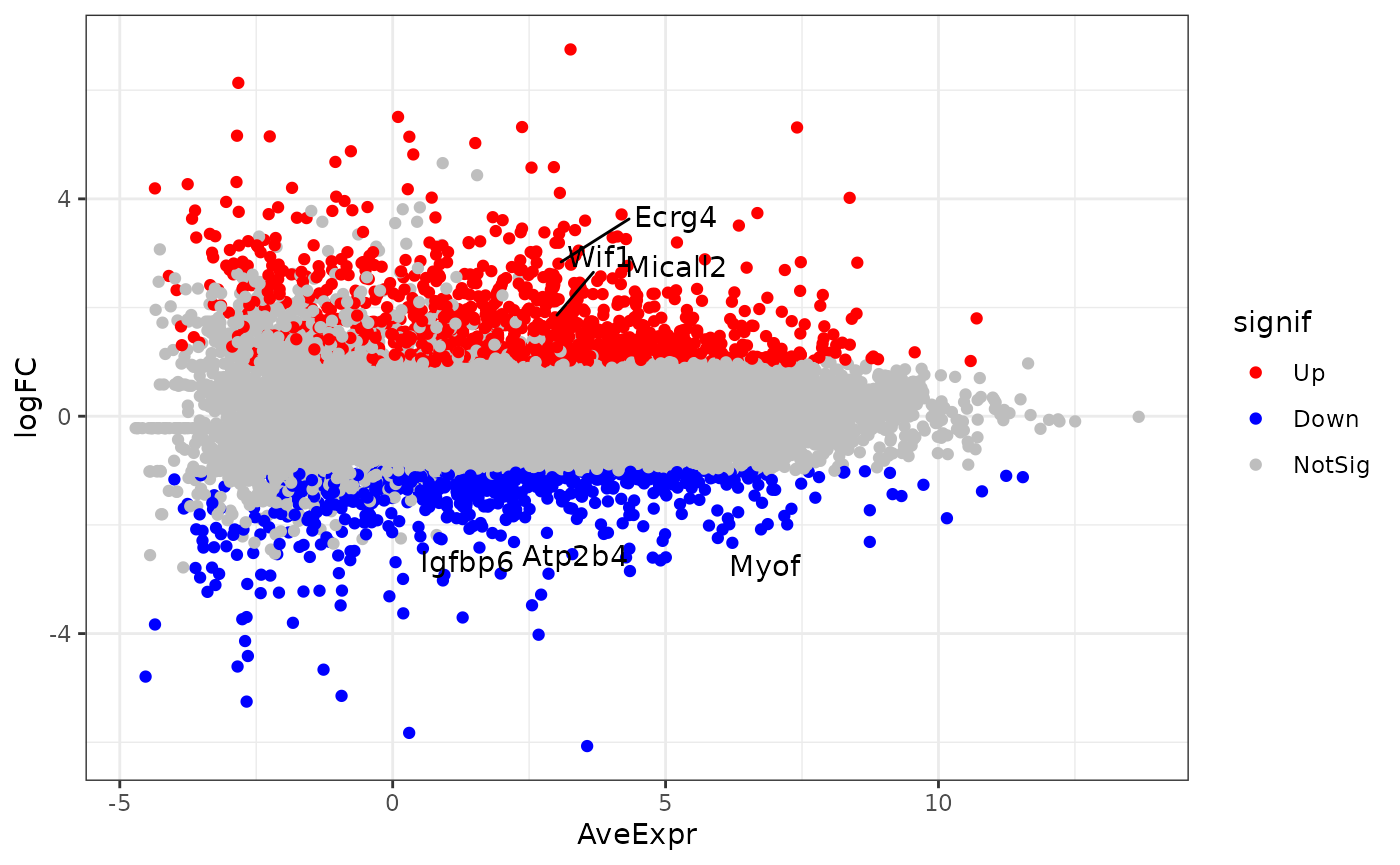 logFC
4
0
-4
Ecrg4
Wif1
Micall2
Igfbp6
Atp2b4
Myof
-5
0
5
10
AveExpr
signif
Up
Down
NotSig